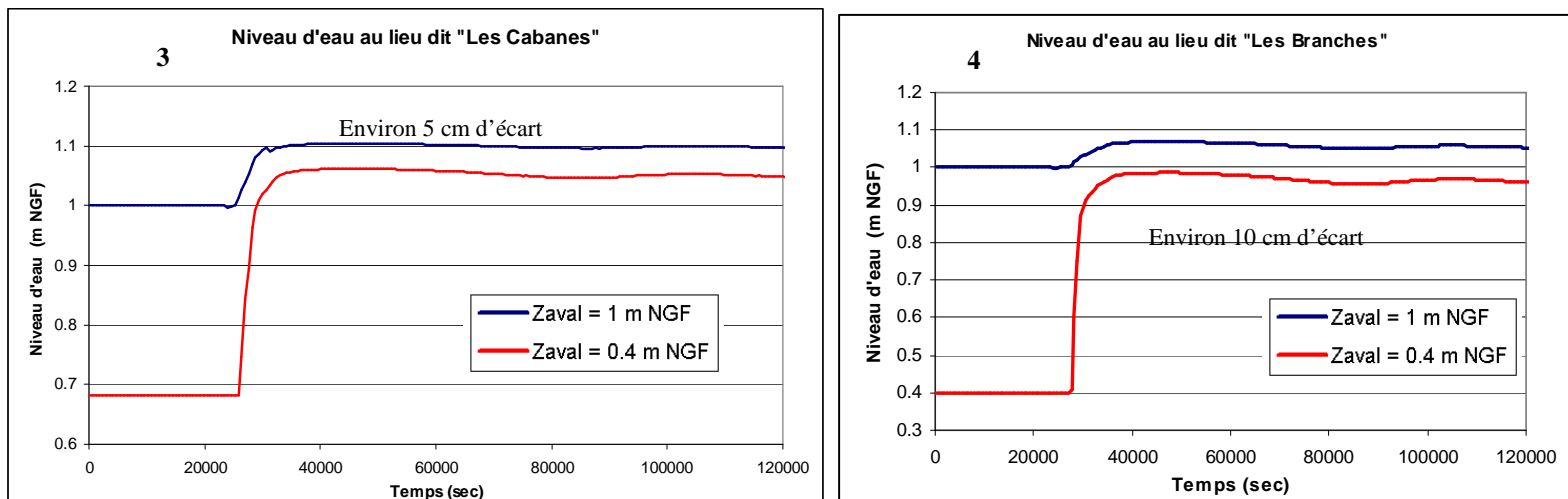 Niveau d'eau au lieu dit "Les Cabanes"
3
Niveau d'eau (m NGF)
1.2
1.1
1
0.9
0.8
0.7
0.6
Environ 5 cm d’écart
Zaval = 1 m NGF
Zaval = 0.4 m NGF
0 20000 40000 60000 80000 100000 120000
Temps (sec)
Niveau d'eau au lieu dit "Les Branches"
4
Niveau d'eau (m NGF)
1.2
1.1
1
0.9
0.8
0.7
0.6
0.5
0.4
0.3
Environ 10 cm d’écart
Zaval = 1 m NGF
Zaval = 0.4 m NGF
0 20000 40000 60000 80000 100000 120000
Temps (sec)